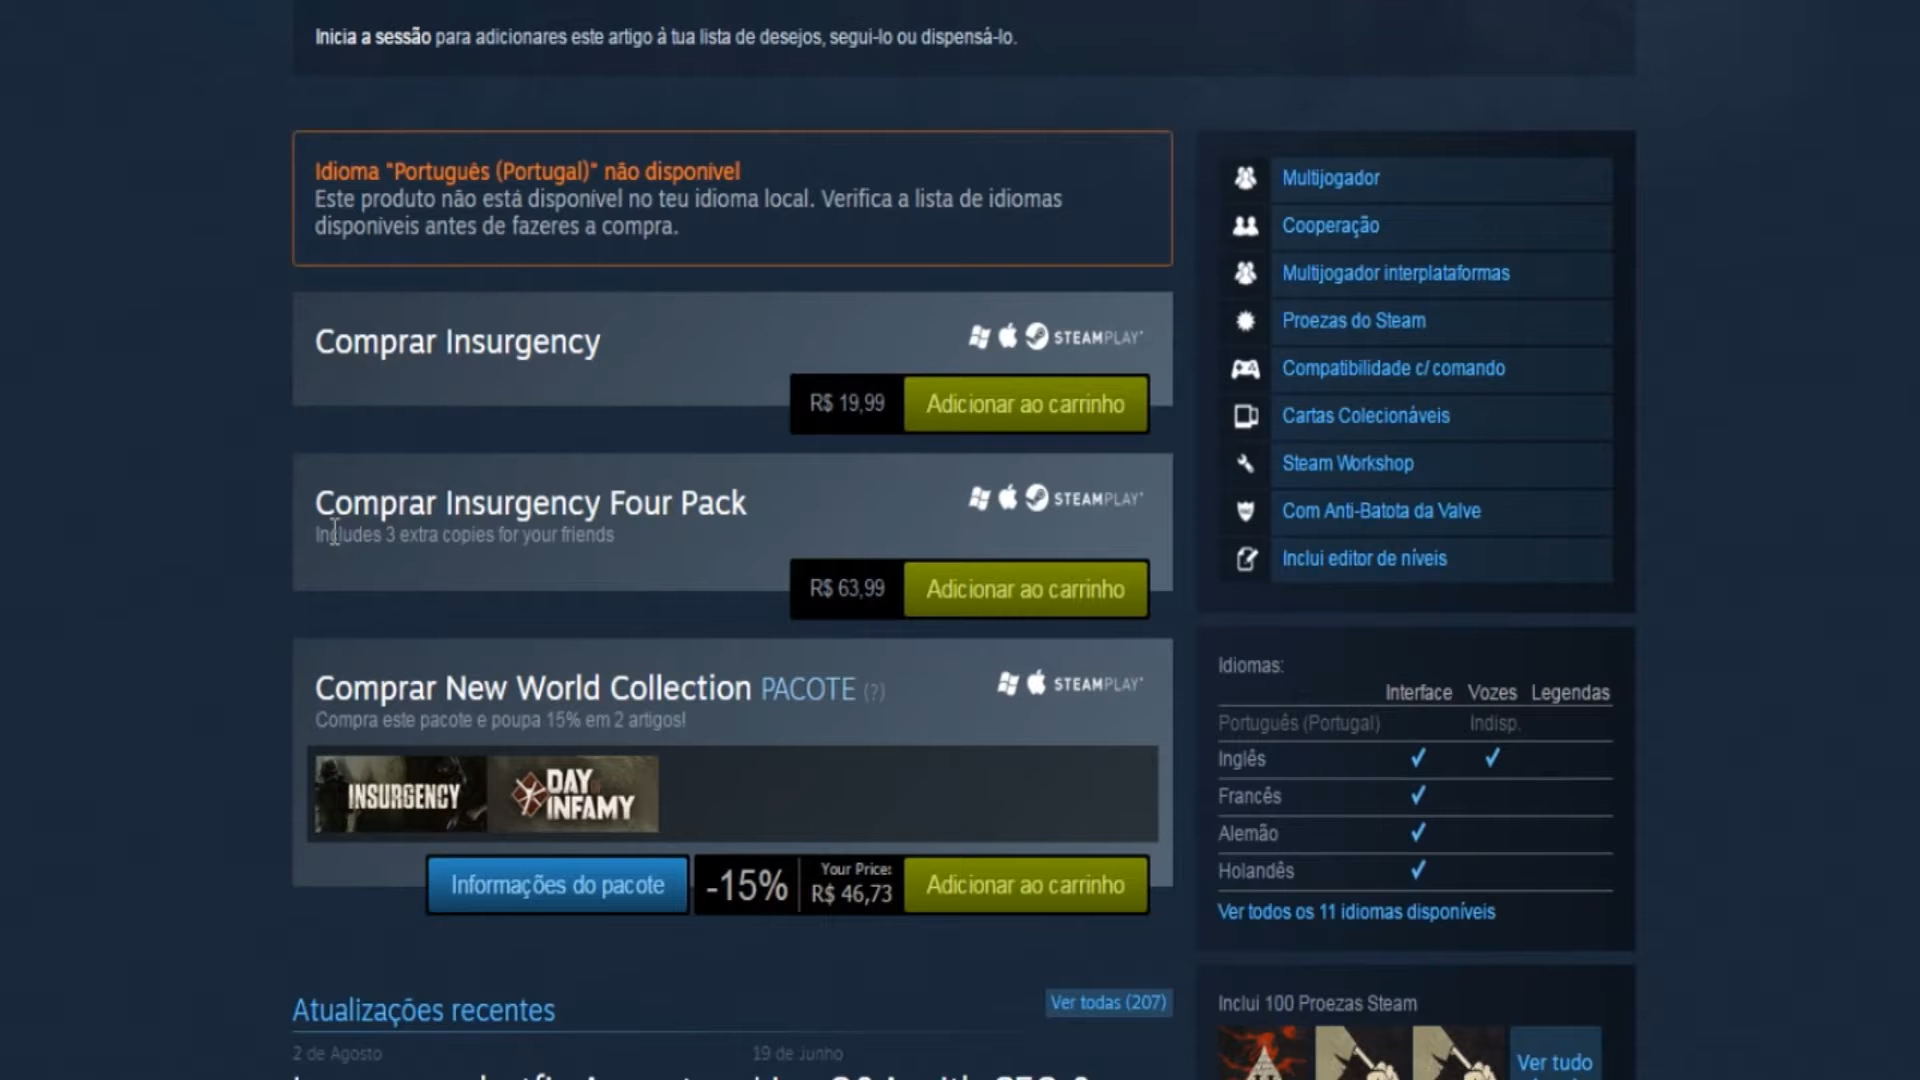 Inicia a sessão para adicionares este artigo à tua lista de desejos, segui-lo ou dispensá-lo.
Idioma "Português (Portugal)" não disponível
Este produto não está disponível no teu idioma local. Verifica a lista de idiomas
disponíveis antes de fazeres a compra.
Comprar Insurgency
STEAMPLAY
R$ 19,99
Adicionar ao carrinho
Comprar Insurgency Four Pack
STEAMPLAY
Includes 3 extra copies for your friends
R$ 63,99
Adicionar ao carrinho
Comprar New World Collection PACOTE (?)
STEAMPLAY
Compra este pacote e poupa 15% em 2 artigos!
INSURGENCY
DAY OF INFAMY
Informações do pacote
-15%
Your Price:
R$ 46,73
Adicionar ao carrinho
Atualizações recentes
Ver todas (207)
2 de Agosto
19 de Junho
Multijogador
Cooperação
Multijogador interplataformas
Proezas do Steam
Compatibilidade c/ comando
Cartas Colecionáveis
Steam Workshop
Com Anti-Batota da Valve
Inclui editor de níveis
Idiomas:
Interface Vozes Legendas
Português (Portugal) Indisp.
Inglês ✓ ✓
Francês ✓
Alemão ✓
Holandês ✓
Ver todos os 11 idiomas disponíveis
Inclui 100 Proezas Steam
Ver tudo